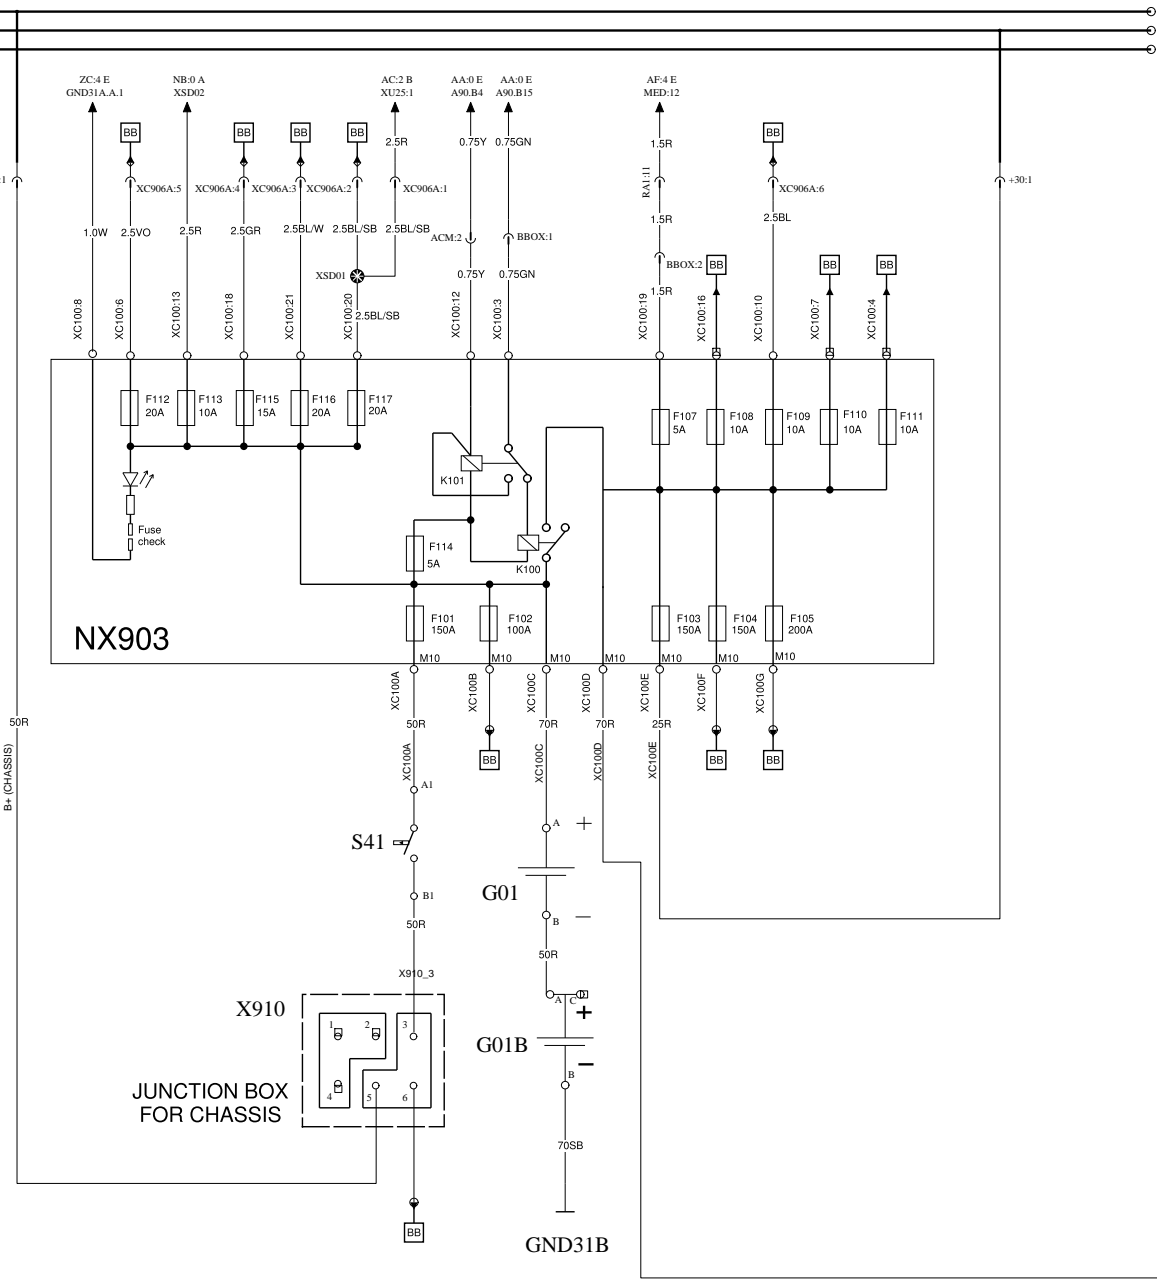 ZC:4 E
GND31A.A.1
NB:0 A
XSD02
AC:2 B
XU25:1
AA:0 E
A90.B4
AA:0 E
A90.B15
AF:4 E
MED:12
BB
BB
BB
BB
BB
2.5R
0.75Y
0.75GN
1.5R
:1
XC906A:5
XC906A:4
XC906A:3
XC906A:2
XC906A:1
RA1:11
XC906A:6
+30:1
1.0W
2.5VO
2.5R
2.5GR
2.5BL/W
2.5BL/SB
2.5BL/SB
ACM:2
BBOX:1
1.5R
2.5BL
XSD01
0.75Y
0.75GN
BBOX:2
BB
BB
BB
1.5R
2.5BL/SB
XC100:8
XC100:6
XC100:13
XC100:18
XC100:21
XC100:20
XC100:12
XC100:3
XC100:19
XC100:16
XC100:10
XC100:7
XC100:4
F112
20A
F113
10A
F115
15A
F116
20A
F117
20A
F107
5A
F108
10A
F109
10A
F110
10A
F111
10A
K101
Fuse
check
F114
5A
K100
NX903
F101
150A
F102
100A
F103
150A
F104
150A
F105
200A
M10
M10
M10
M10
M10
M10
M10
XC100A
XC100B
XC100C
XC100D
XC100E
XC100F
XC100G
50R
50R
70R
70R
25R
B+ (CHASSIS)
XC100A
XC100C
XC100D
XC100E
BB
BB
BB
A1
S41
A
+
G01
B1
B
−
50R
50R
X910_3
X910
A
C
+
1
2
3
G01B
−
B
4
5
6
JUNCTION BOX
FOR CHASSIS
70SB
BB
GND31B